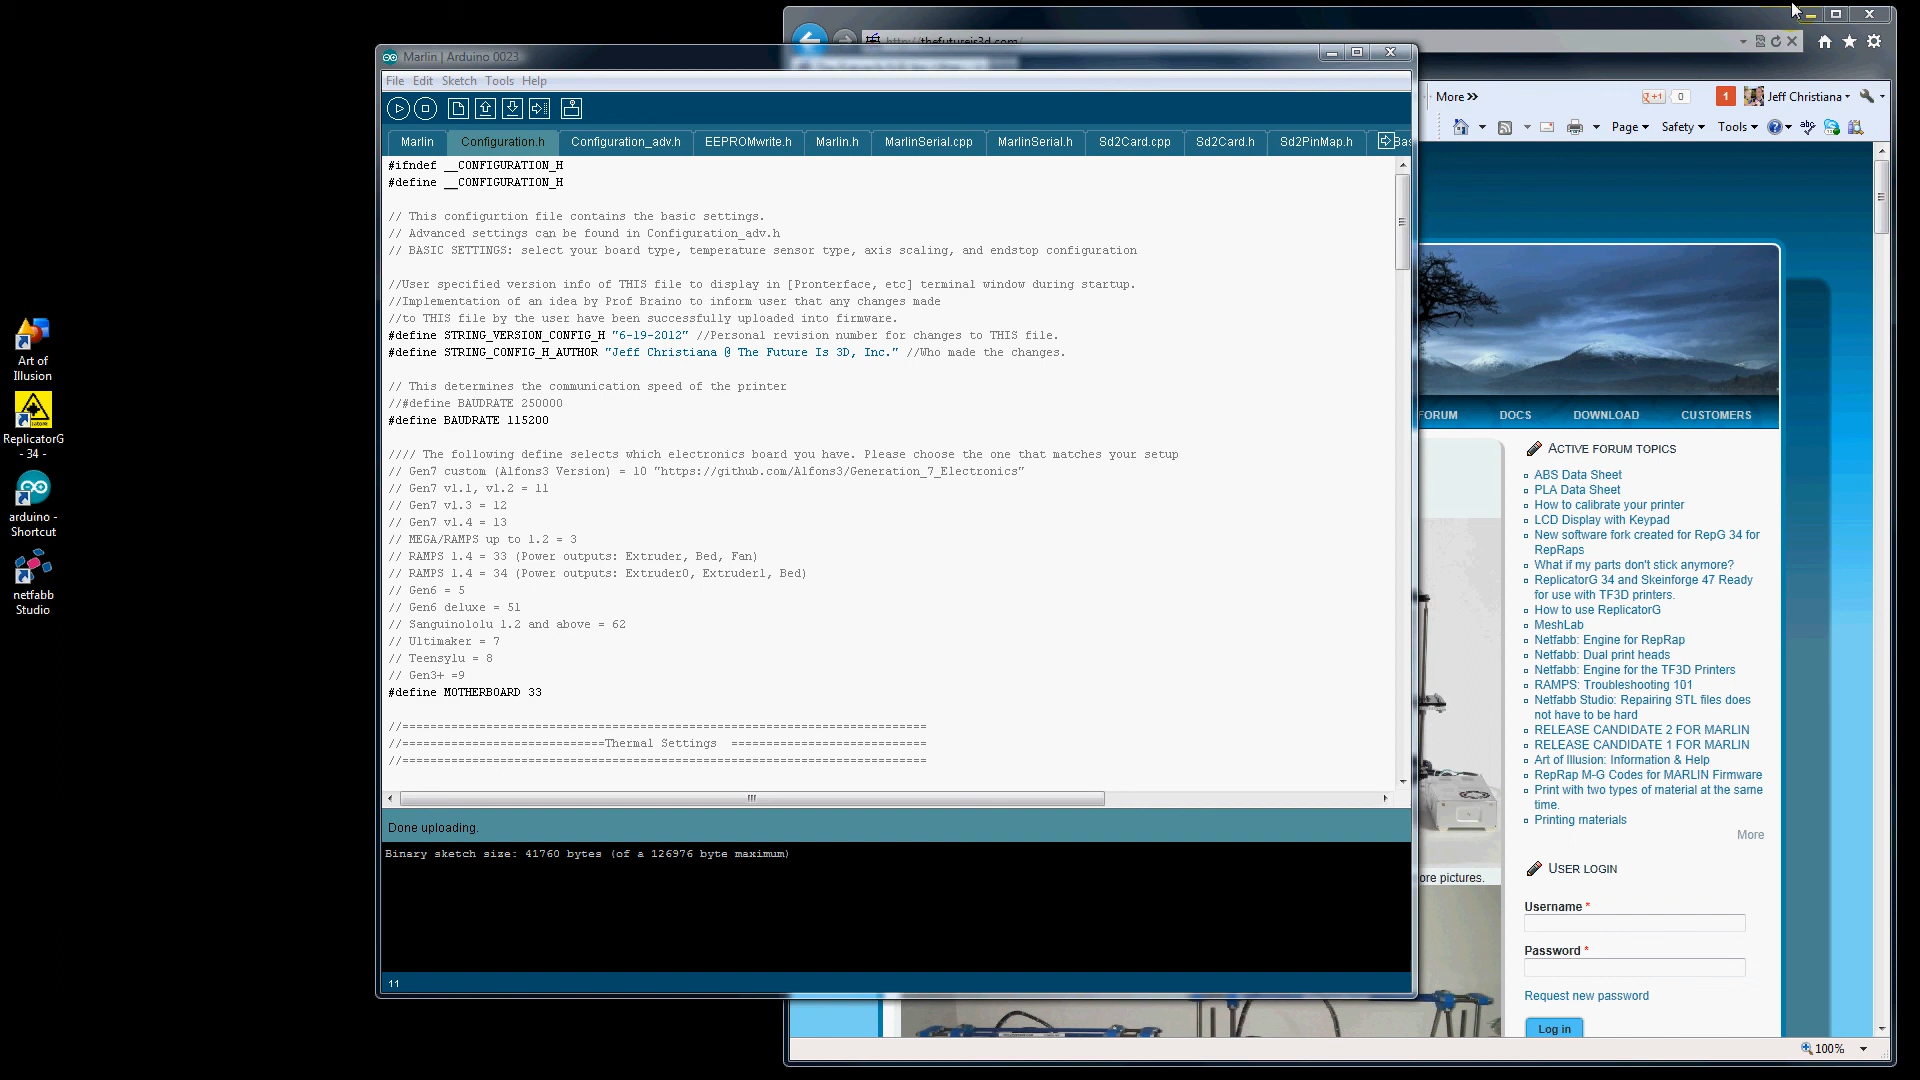 Marlin | Arduino 0023
File Edit Sketch Tools Help
Marlin Configuration.h Configuration_adv.h EEPROMwrite.h Marlin.h MarlinSerial.cpp MarlinSerial.h Sd2Card.cpp Sd2Card.h Sd2PinMap.h
#ifndef __CONFIGURATION_H
#define __CONFIGURATION_H
// This configurtion file contains the basic settings.
// Advanced settings can be found in Configuration_adv.h
// BASIC SETTINGS: select your board type, temperature sensor type, axis scaling, and endstop configuration
//User specified version info of THIS file to display in [Pronterface, etc] terminal window during startup.
//Implementation of an idea by Prof Braino to inform user that any changes made
//to THIS file by the user have been successfully uploaded into firmware.
#define STRING_VERSION_CONFIG_H "6-19-2012" //Personal revision number for changes to THIS file.
#define STRING_CONFIG_H_AUTHOR "Jeff Christiana @ The Future Is 3D, Inc." //Who made the changes.
// This determines the communication speed of the printer
//#define BAUDRATE 250000
#define BAUDRATE 115200
//// The following define selects which electronics board you have. Please choose the one that matches your setup
// Gen7 custom (Alfons3 Version) = 10 "https://github.com/Alfons3/Generation_7_Electronics"
// Gen7 v1.1, v1.2 = 11
// Gen7 v1.3 = 12
// Gen7 v1.4 = 13
// MEGA/RAMPS up to 1.2 = 3
// RAMPS 1.4 = 33 (Power outputs: Extruder, Bed, Fan)
// RAMPS 1.4 = 34 (Power outputs: Extruder0, Extruder1, Bed)
// Gen6 = 5
// Gen6 deluxe = 51
// Sanguinololu 1.2 and above = 62
// Ultimaker = 7
// Teensylu = 8
// Gen3+ =9
#define MOTHERBOARD 33
//===========================================================================
//=============================Thermal Settings  ============================
//===========================================================================
Done uploading.
Binary sketch size: 41760 bytes (of a 126976 byte maximum)
11
Art of
Illusion
ReplicatorG
- 34 -
arduino -
Shortcut
netfabb
Studio
http://thefutureis3d.com/
More »
+1 0 1 Jeff Christiana
Page Safety Tools
FORUM DOCS DOWNLOAD CUSTOMERS
ACTIVE FORUM TOPICS
ABS Data Sheet
PLA Data Sheet
How to calibrate your printer
LCD Display with Keypad
New software fork created for RepG 34 for
RepRaps
What if my parts don't stick anymore?
ReplicatorG 34 and Skeinforge 47 Ready
for use with TF3D printers.
How to use ReplicatorG
MeshLab
Netfabb: Engine for RepRap
Netfabb: Dual print heads
Netfabb: Engine for the TF3D Printers
RAMPS: Troubleshooting 101
Netfabb Studio: Repairing STL files does
not have to be hard
RELEASE CANDIDATE 2 FOR MARLIN
RELEASE CANDIDATE 1 FOR MARLIN
Art of Illusion: Information & Help
RepRap M-G Codes for MARLIN Firmware
Print with two types of material at the same
time.
Printing materials
More
ore pictures.
USER LOGIN
Username *
Password *
Request new password
Log in
100%